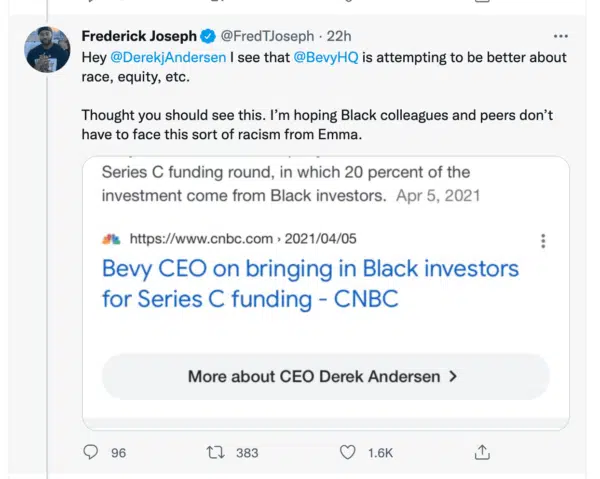 Frederick Joseph @FredTJoseph · 22h
Hey @DerekjAndersen I see that @BevyHQ is attempting to be better about
race, equity, etc.
Thought you should see this. I'm hoping Black colleagues and peers don't
have to face this sort of racism from Emma.
Series C funding round, in which 20 percent of the
investment come from Black investors. Apr 5, 2021
https://www.cnbc.com › 2021/04/05
Bevy CEO on bringing in Black investors
for Series C funding - CNBC
More about CEO Derek Andersen >
96 383 1.6K